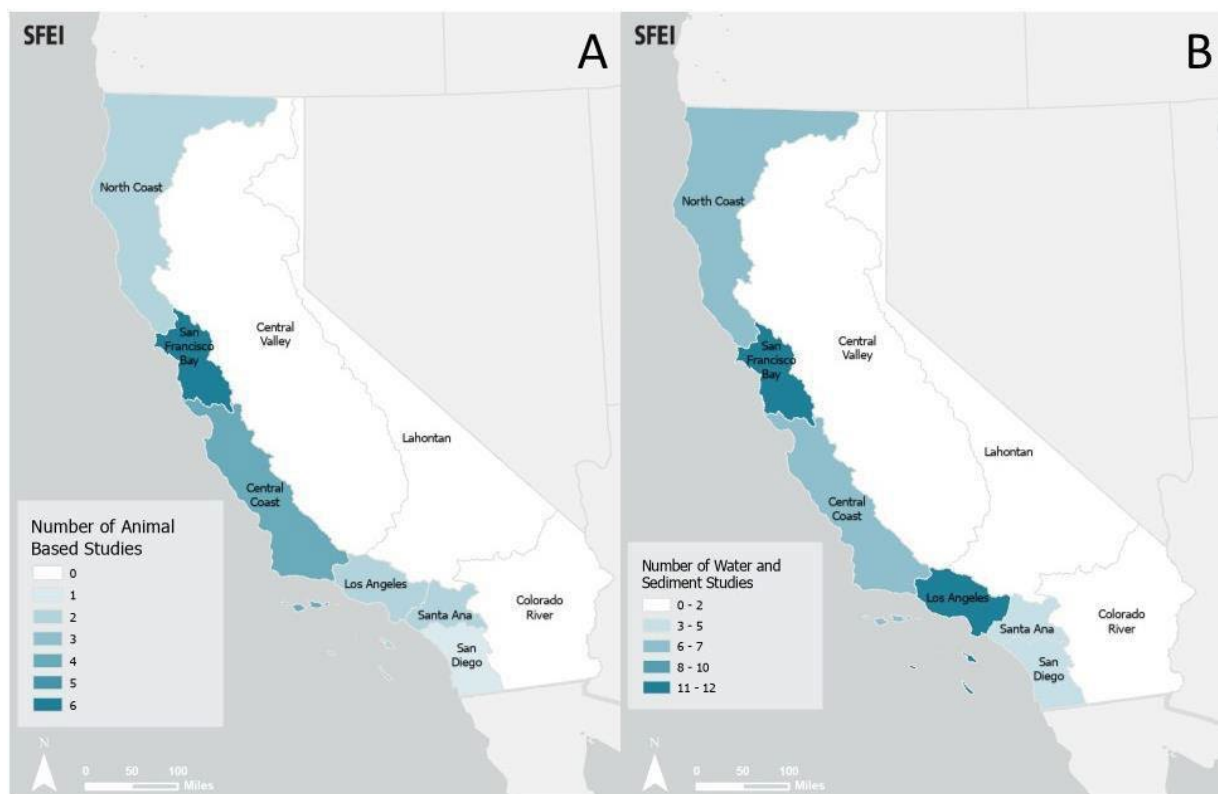 SFEI
A
North Coast
San
Francisco
Bay
Central
Valley
Lahontan
Central
Coast
Los Angeles
Santa Ana
San
Diego
Colorado
River
Number of Animal
Based Studies
0
1
2
3
4
5
6
N
0 50 100
Miles
SFEI
B
North Coast
San
Francisco
Bay
Central
Valley
Lahontan
Central
Coast
Los Angeles
Santa Ana
San
Diego
Colorado
River
Number of Water and
Sediment Studies
0 - 2
3 - 5
6 - 7
8 - 10
11 - 12
N
0 50 100
Miles